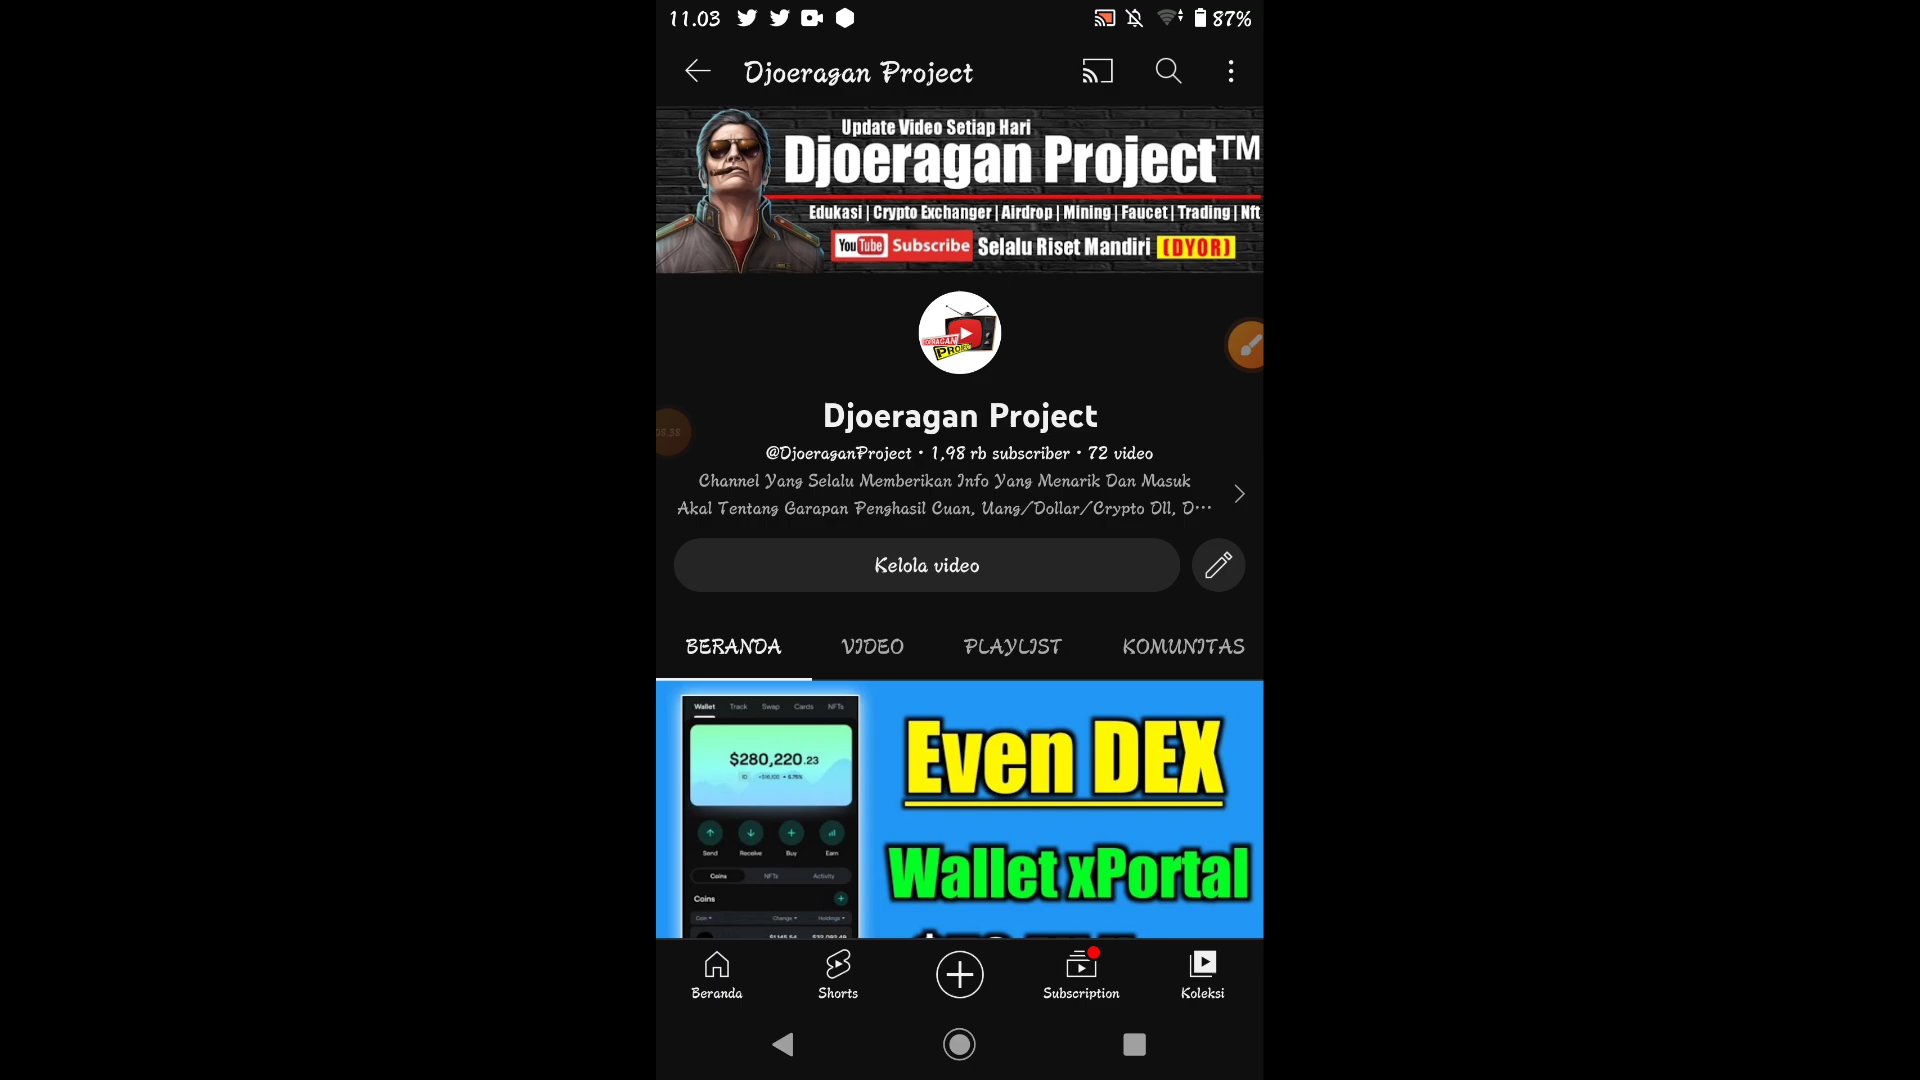 11.03
87%
Djoeragan Project
Update Video Setiap Hari
Djoeragan Project™
Edukasi | Crypto Exchanger | Airdrop | Mining | Faucet | Trading | Nft
YouTube Subscribe Selalu Riset Mandiri (DYOR)
Djoeragan Project
@DjoeraganProject • 1,98 rb subscriber • 72 video
Channel Yang Selalu Memberikan Info Yang Menarik Dan Masuk
Akal Tentang Garapan Penghasil Cuan, Uang/Dollar/Crypto Dll, D...
Kelola video
BERANDA VIDEO PLAYLIST KOMUNITAS
Wallet Track Swap Cards NFTs
$280,220.23
Send Receive Buy Earn
Coins NFTs Activity
Coins
Coin Change Holdings
Even DEX
Wallet xPortal
Beranda Shorts Subscription Koleksi